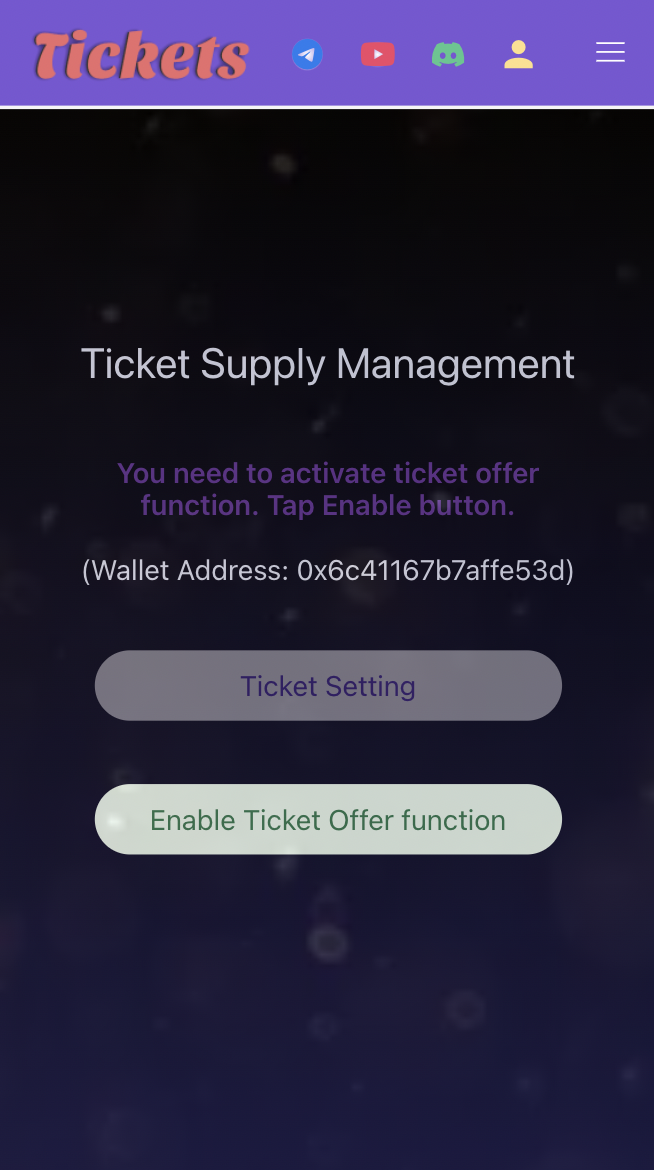 Tickets
Ticket Supply Management
You need to activate ticket offer
function. Tap Enable button.
(Wallet Address: 0x6c41167b7affe53d)
Ticket Setting
Enable Ticket Offer function